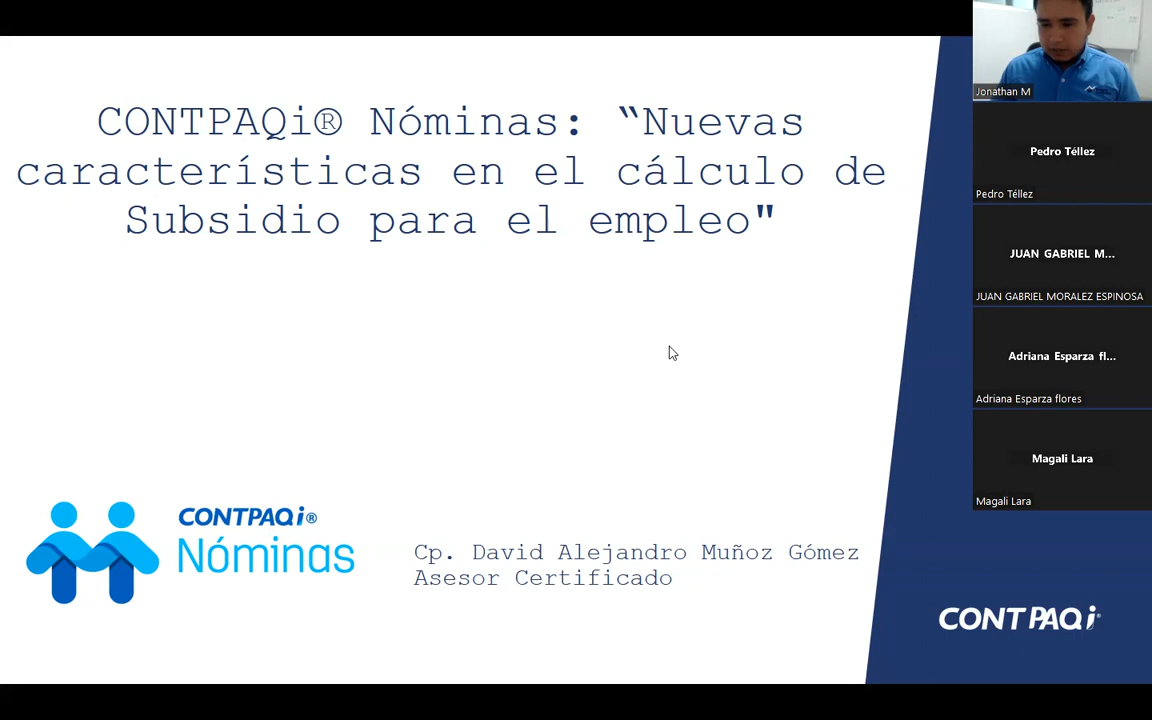 CONTPAQi® Nóminas: “Nuevas
características en el cálculo de
Subsidio para el empleo"
CONTPAQi®
Nóminas
Cp. David Alejandro Muñoz Gómez
Asesor Certificado
CONTPAQi®
Jonathan M
Pedro Téllez
Pedro Téllez
JUAN GABRIEL M...
JUAN GABRIEL MORALEZ ESPINOSA
Adriana Esparza fl...
Adriana Esparza flores
Magali Lara
Magali Lara